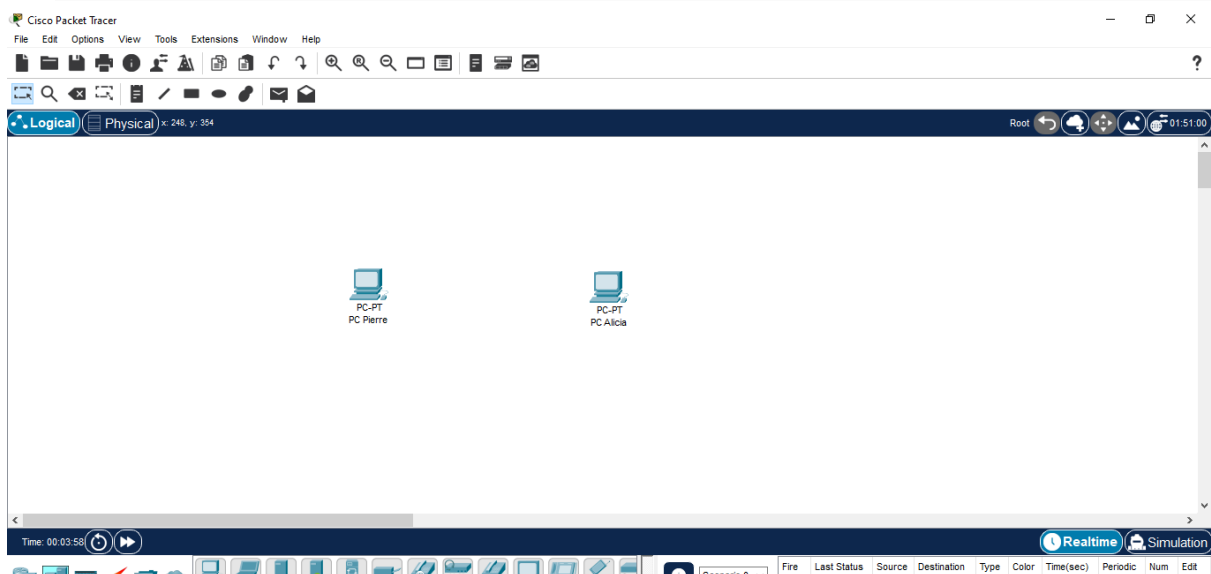 Cisco Packet Tracer
File Edit Options View Tools Extensions Window Help
?
Logical Physical x: 248, y: 354 Root 01:51:00
PC-PT
PC Pierre
PC-PT
PC Alicia
Time: 00:03:58 Realtime Simulation
Fire Last Status Source Destination Type Color Time(sec) Periodic Num Edit